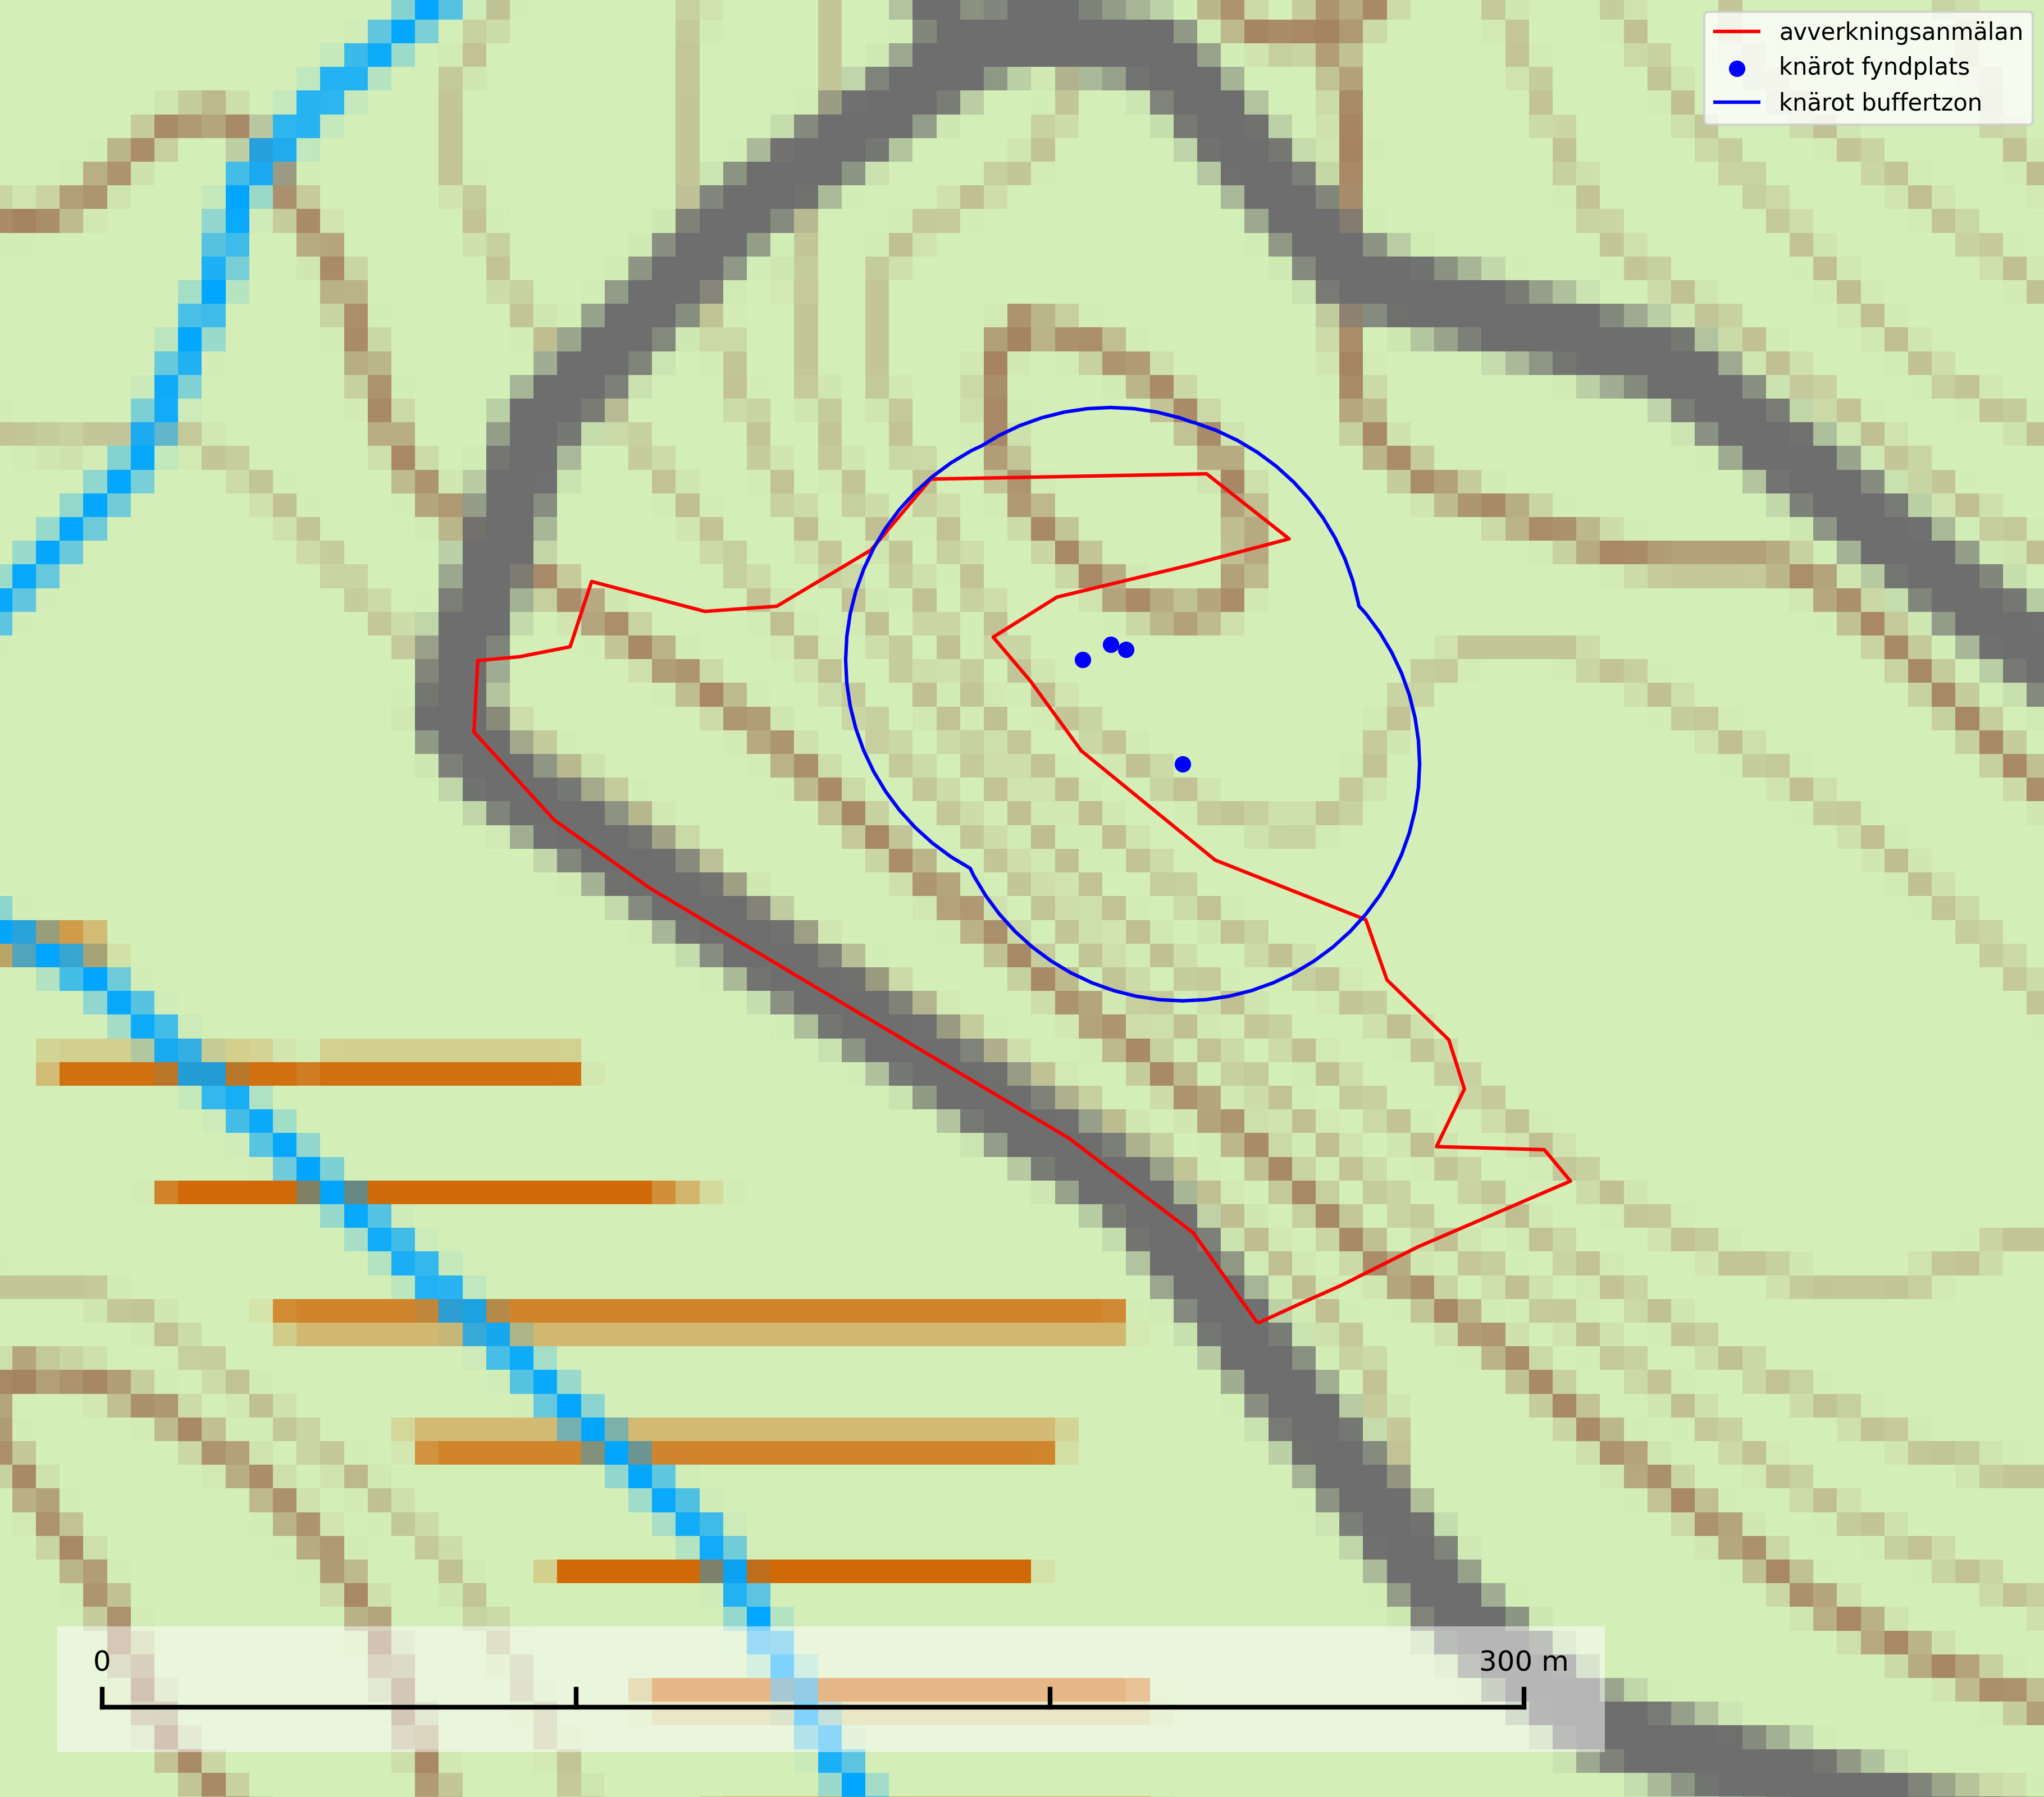 avverkningsanmälan
knärot fyndplats
knärot buffertzon
0 300 m